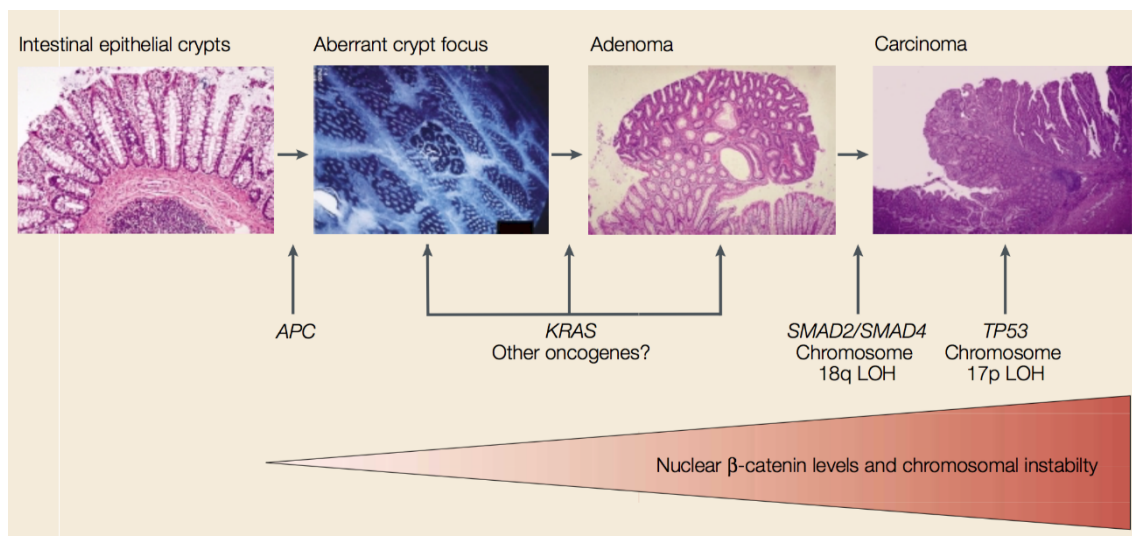 Intestinal epithelial crypts
Aberrant crypt focus
Adenoma
Carcinoma
APC
KRAS
Other oncogenes?
SMAD2/SMAD4
Chromosome
18q LOH
TP53
Chromosome
17p LOH
Nuclear β-catenin levels and chromosomal instabilty